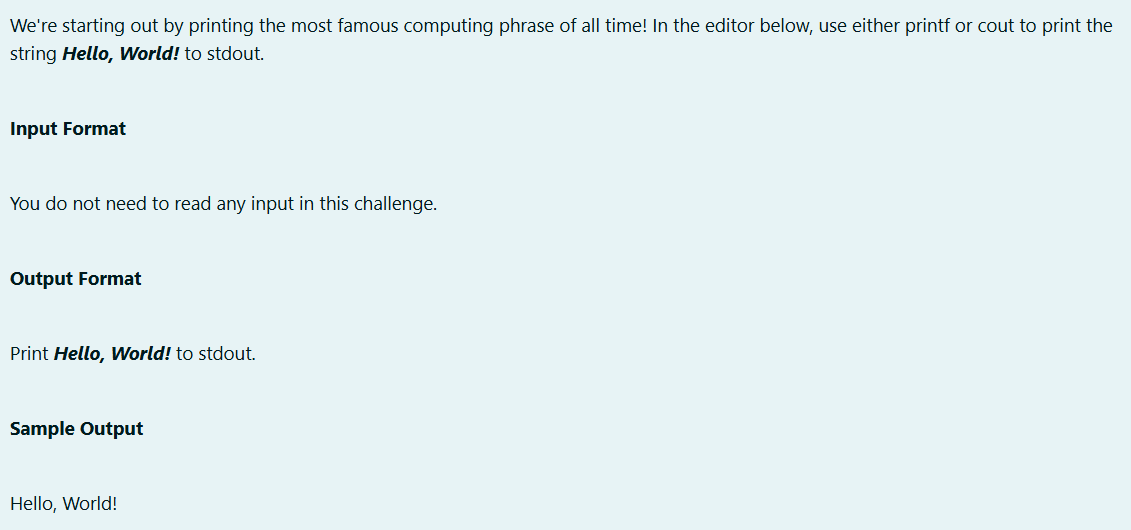 We're starting out by printing the most famous computing phrase of all time! In the editor below, use either printf or cout to print the
string Hello, World! to stdout.
Input Format
You do not need to read any input in this challenge.
Output Format
Print Hello, World! to stdout.
Sample Output
Hello, World!